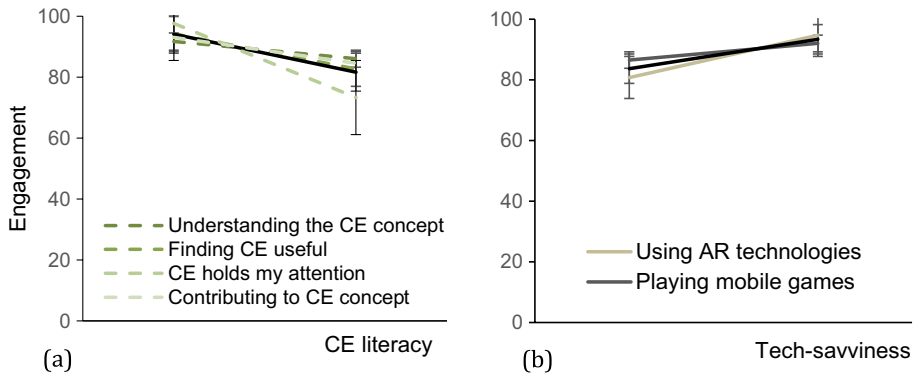 100
80
60
40
20
0
Engagement
Understanding the CE concept
Finding CE useful
CE holds my attention
Contributing to CE concept
(a)
CE literacy
100
80
60
40
20
0
Using AR technologies
Playing mobile games
(b)
Tech-savviness